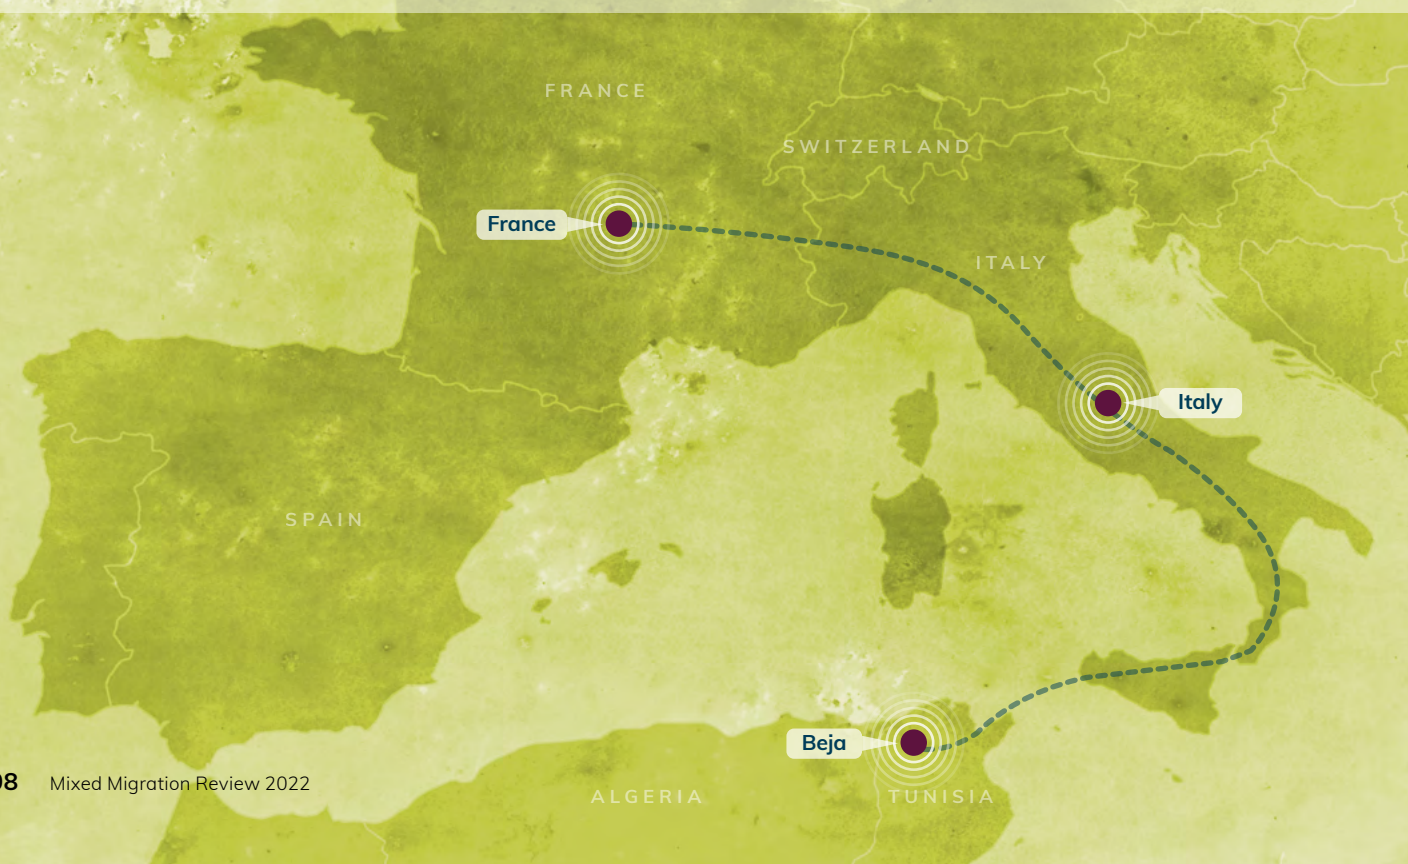 FRANCE
SWITZERLAND
France
ITALY
Italy
SPAIN
Beja
08 Mixed Migration Review 2022
ALGERIA
TUNISIA